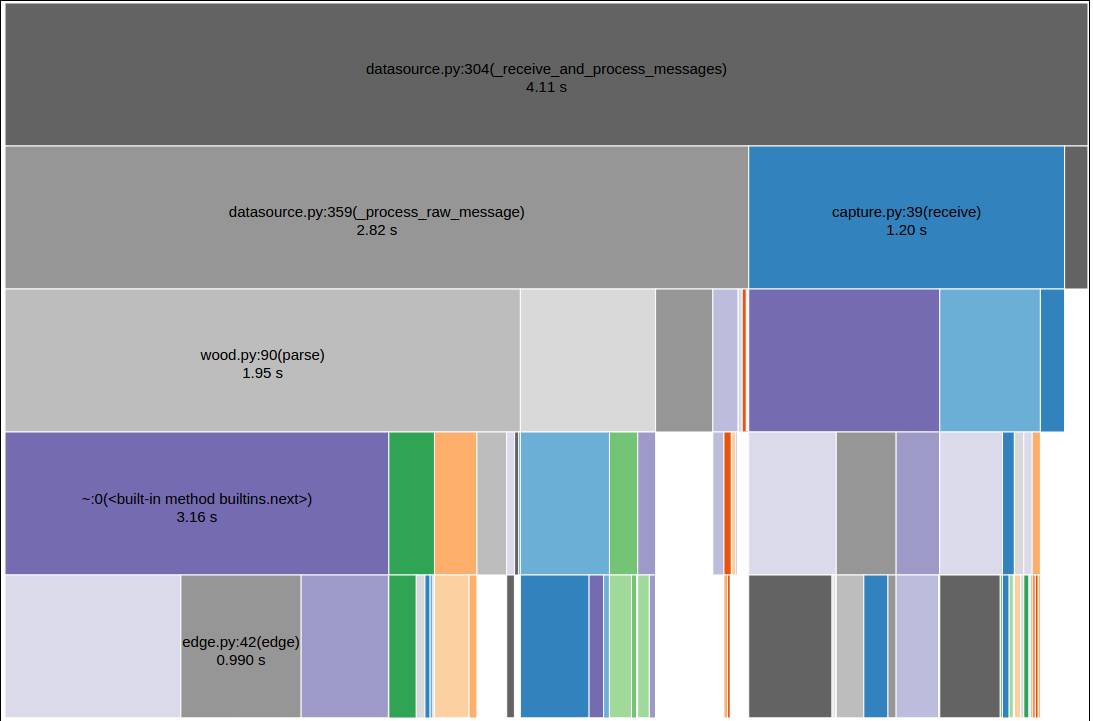 datasource.py:304(_receive_and_process_messages)
4.11 s
datasource.py:359(_process_raw_message)
2.82 s
capture.py:39(receive)
1.20 s
wood.py:90(parse)
1.95 s
~:0(<built-in method builtins.next>)
3.16 s
edge.py:42(edge)
0.990 s